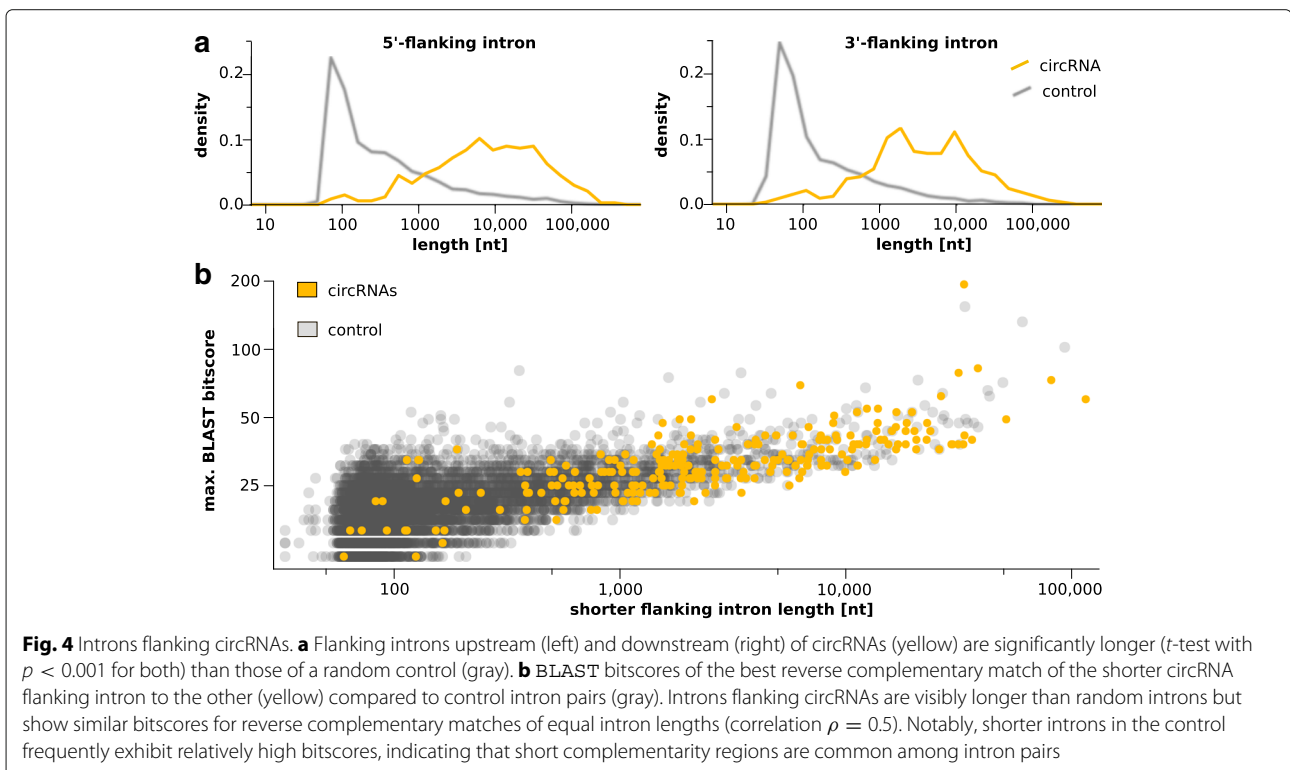 a
5'-flanking intron
3'-flanking intron
circRNA
control
density
0.2
0.1
0.0
10 100 1000 10,000 100,000
length [nt]
density
0.2
0.1
0.0
10 100 1000 10,000 100,000
length [nt]
b
circRNAs
control
max. BLAST bitscore
200
100
50
25
100 1,000 10,000 100,000
shorter flanking intron length [nt]
Fig. 4 Introns flanking circRNAs. a Flanking introns upstream (left) and downstream (right) of circRNAs (yellow) are significantly longer (t-test with
p < 0.001 for both) than those of a random control (gray). b BLAST bitscores of the best reverse complementary match of the shorter circRNA
flanking intron to the other (yellow) compared to control intron pairs (gray). Introns flanking circRNAs are visibly longer than random introns but
show similar bitscores for reverse complementary matches of equal intron lengths (correlation ρ = 0.5). Notably, shorter introns in the control
frequently exhibit relatively high bitscores, indicating that short complementarity regions are common among intron pairs